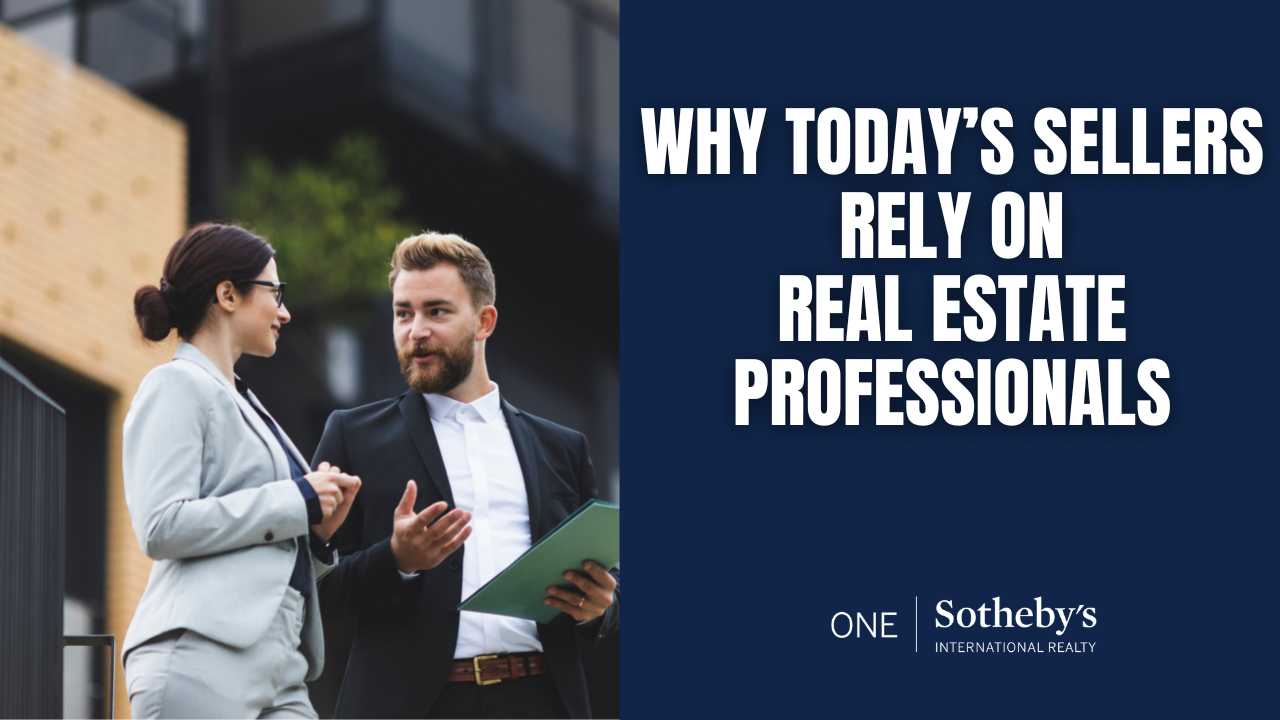 WHY TODAY’S SELLERS
RELY ON
REAL ESTATE
PROFESSIONALS
ONE | Sotheby's
INTERNATIONAL REALTY